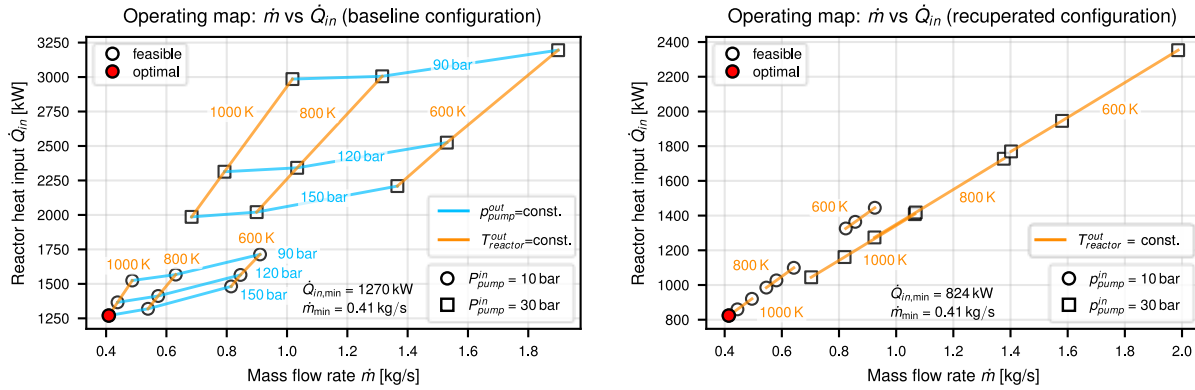 Operating map: ṁ vs Q̇in (baseline configuration)
Reactor heat input Q̇in [kW]
3250
3000
2750
2500
2250
2000
1750
1500
1250
feasible
optimal
90 bar
1000 K
800 K
600 K
120 bar
150 bar
p_pump^out=const.
T_reactor^out=const.
600 K
1000 K
800 K
90 bar
120 bar
150 bar
Q̇in,min = 1270 kW
ṁmin = 0.41 kg/s
P_pump^in = 10 bar
P_pump^in = 30 bar
0.4 0.6 0.8 1.0 1.2 1.4 1.6 1.8
Mass flow rate ṁ [kg/s]
Operating map: ṁ vs Q̇in (recuperated configuration)
Reactor heat input Q̇in [kW]
2400
2200
2000
1800
1600
1400
1200
1000
800
feasible
optimal
600 K
800 K
600 K
1000 K
800 K
1000 K
T_reactor^out = const.
Q̇in,min = 824 kW
ṁmin = 0.41 kg/s
p_pump^in = 10 bar
p_pump^in = 30 bar
0.4 0.6 0.8 1.0 1.2 1.4 1.6 1.8 2.0
Mass flow rate ṁ [kg/s]